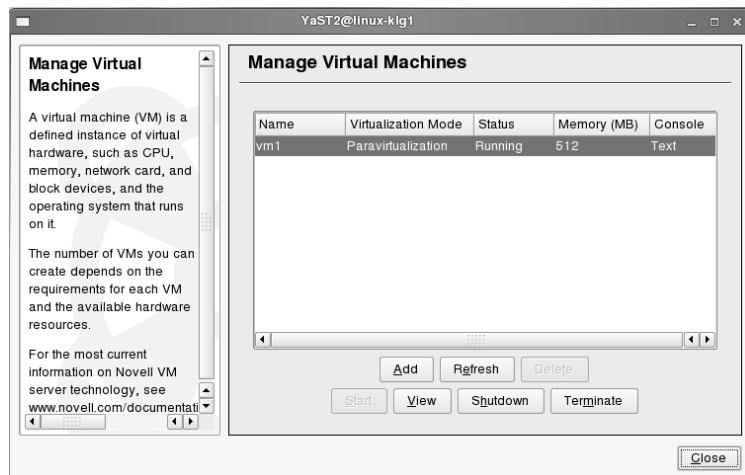 YaST2@linux-klg1
Manage Virtual
Machines
A virtual machine (VM) is a
defined instance of virtual
hardware, such as CPU,
memory, network card, and
block devices, and the
operating system that runs
on it.
The number of VMs you can
create depends on the
requirements for each VM
and the available hardware
resources.
For the most current
information on Novell VM
server technology, see
www.novell.com/documentati
Manage Virtual Machines
Name Virtualization Mode Status Memory (MB) Console
vm1 Paravirtualization Running 512 Text
Add Refresh Delete
Start View Shutdown Terminate
Close